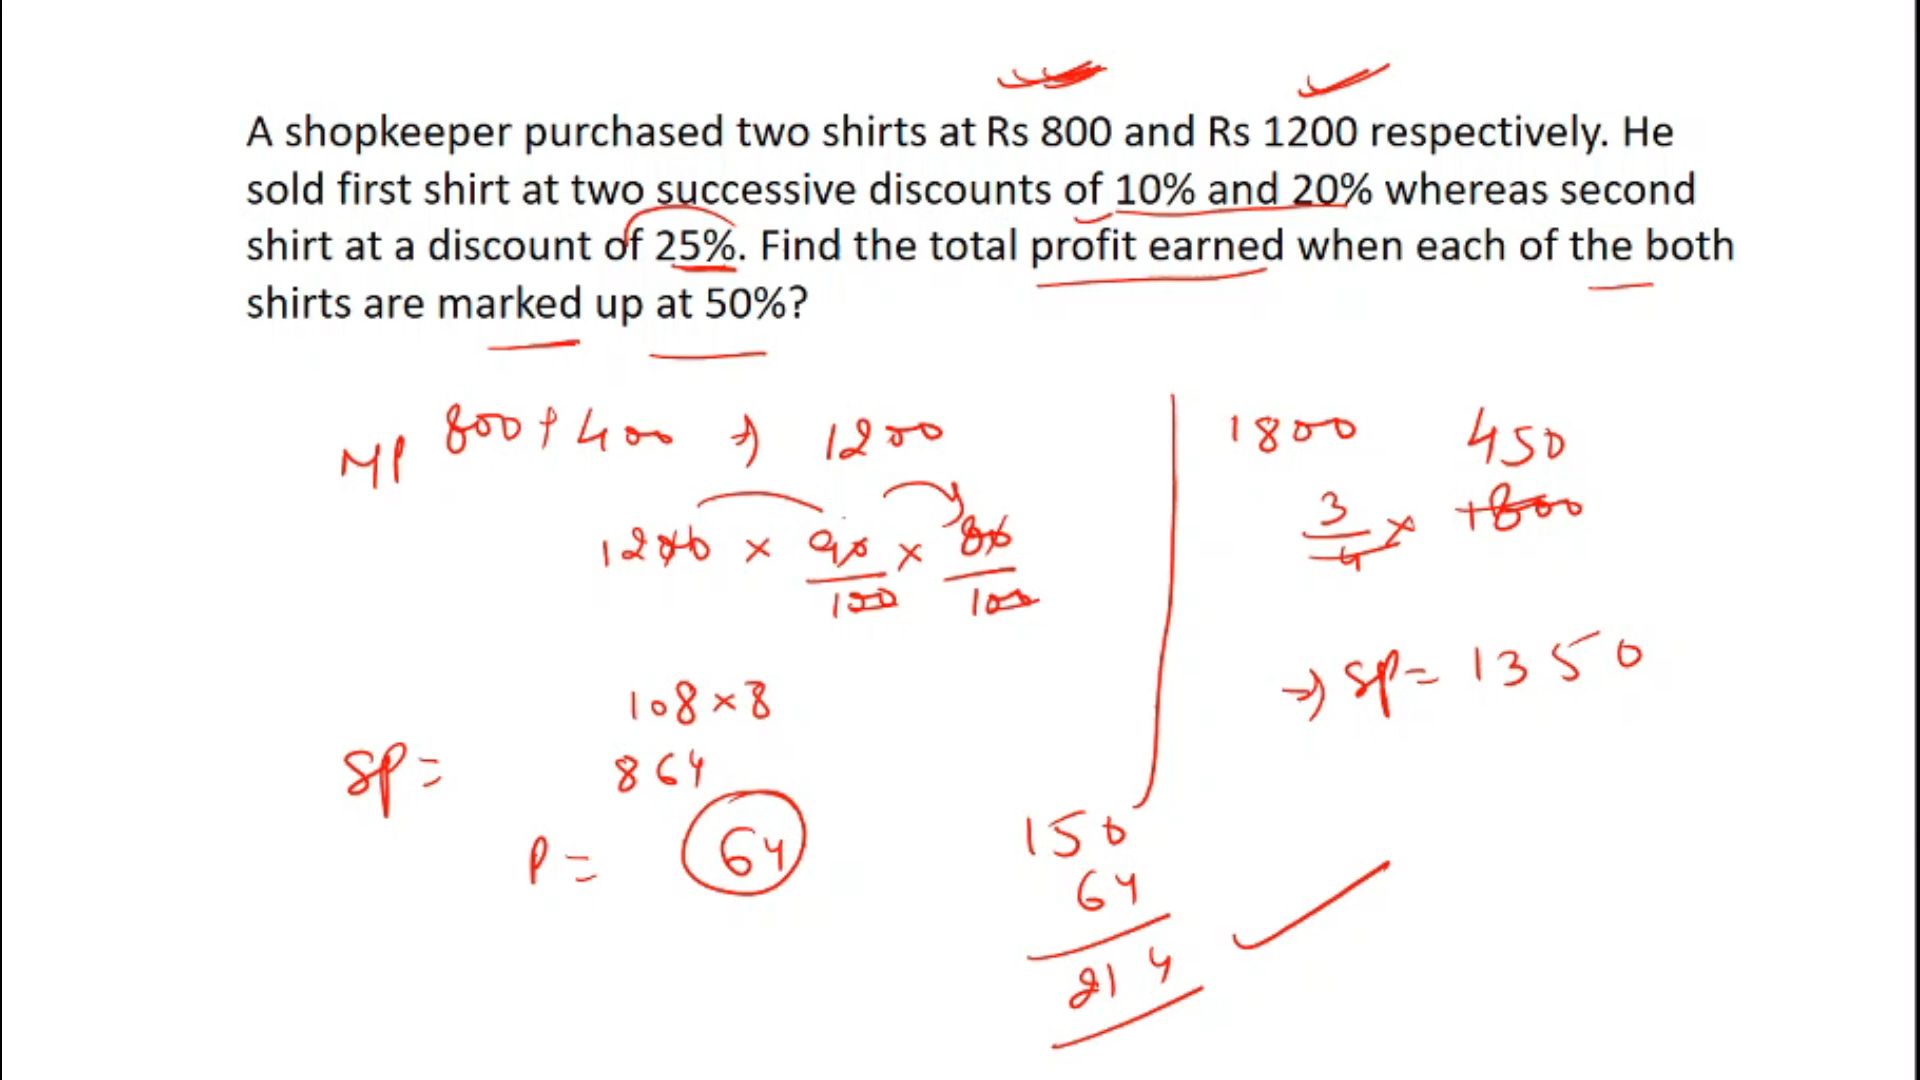 A shopkeeper purchased two shirts at Rs 800 and Rs 1200 respectively. He
sold first shirt at two successive discounts of 10% and 20% whereas second
shirt at a discount of 25%. Find the total profit earned when each of the both
shirts are marked up at 50%?
MP 800 + 400 ⇒ 1200
1200 × 90/100 × 80/100
108 × 8
SP = 864
P = 64
1800 450
3/4 × 1800
⇒ SP = 1350
150
64
214